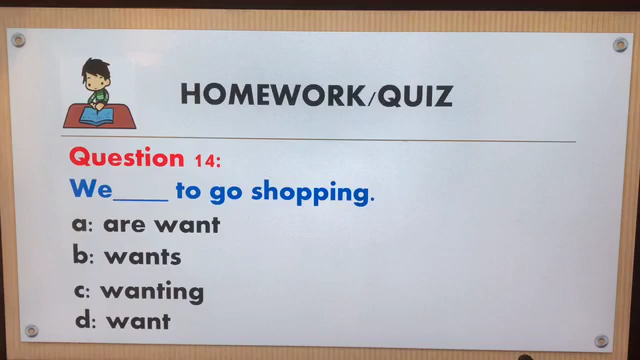 HOMEWORK/QUIZ
Question 14:
We____ to go shopping.
a: are want
b: wants
c: wanting
d: want